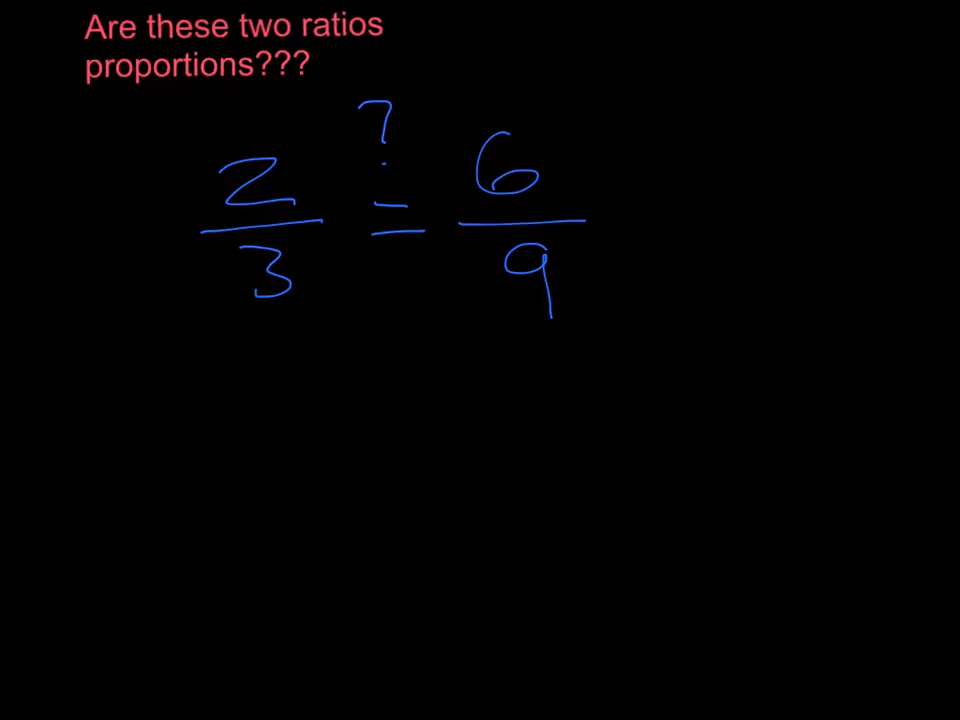 Are these two ratios
proportions???
?
2/3 = 6/9